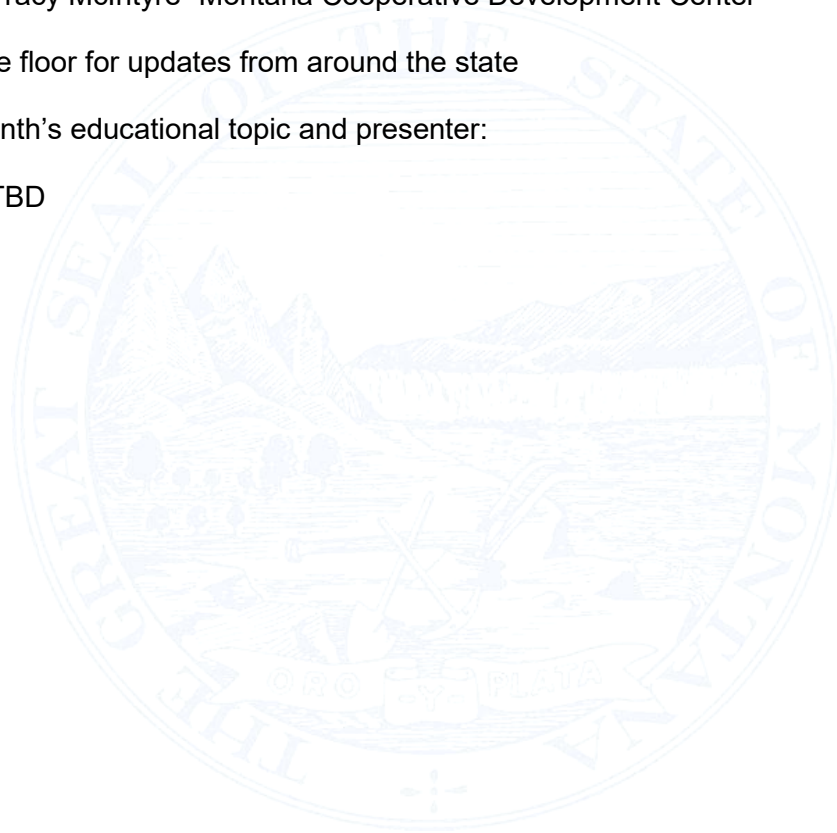 racy McIntyre- Montana Cooperative Development Center
e floor for updates from around the state
nth’s educational topic and presenter:
TBD
THE GREAT SEAL OF THE STATE OF MONTANA
ORO Y PLATA